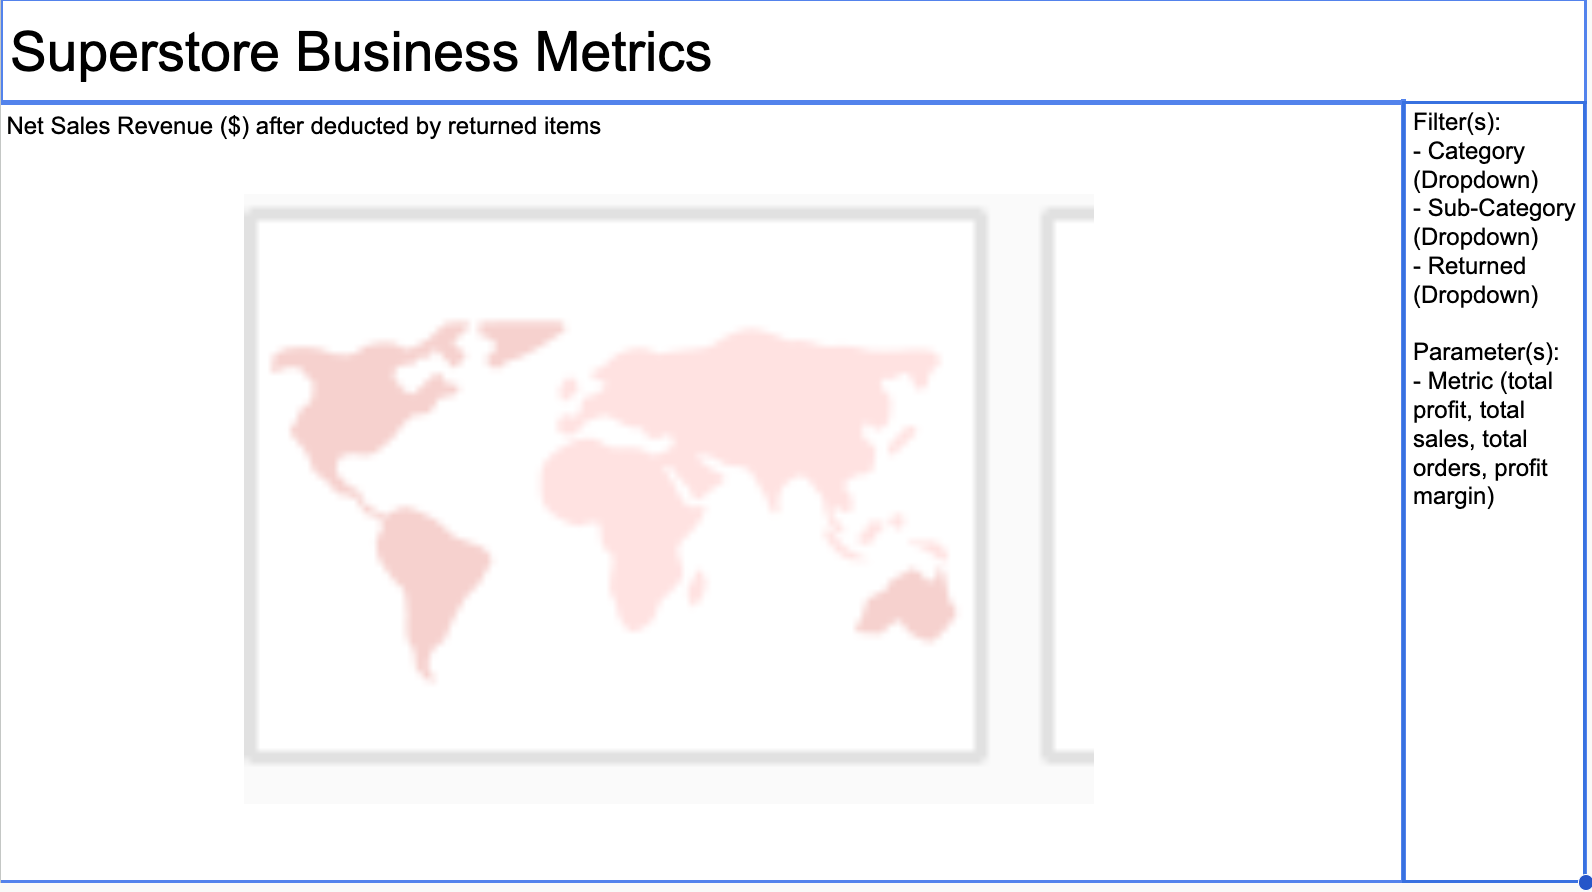 Superstore Business Metrics
Net Sales Revenue ($) after deducted by returned items
Filter(s):
- Category
(Dropdown)
- Sub-Category
(Dropdown)
- Returned
(Dropdown)
Parameter(s):
- Metric (total
profit, total
sales, total
orders, profit
margin)